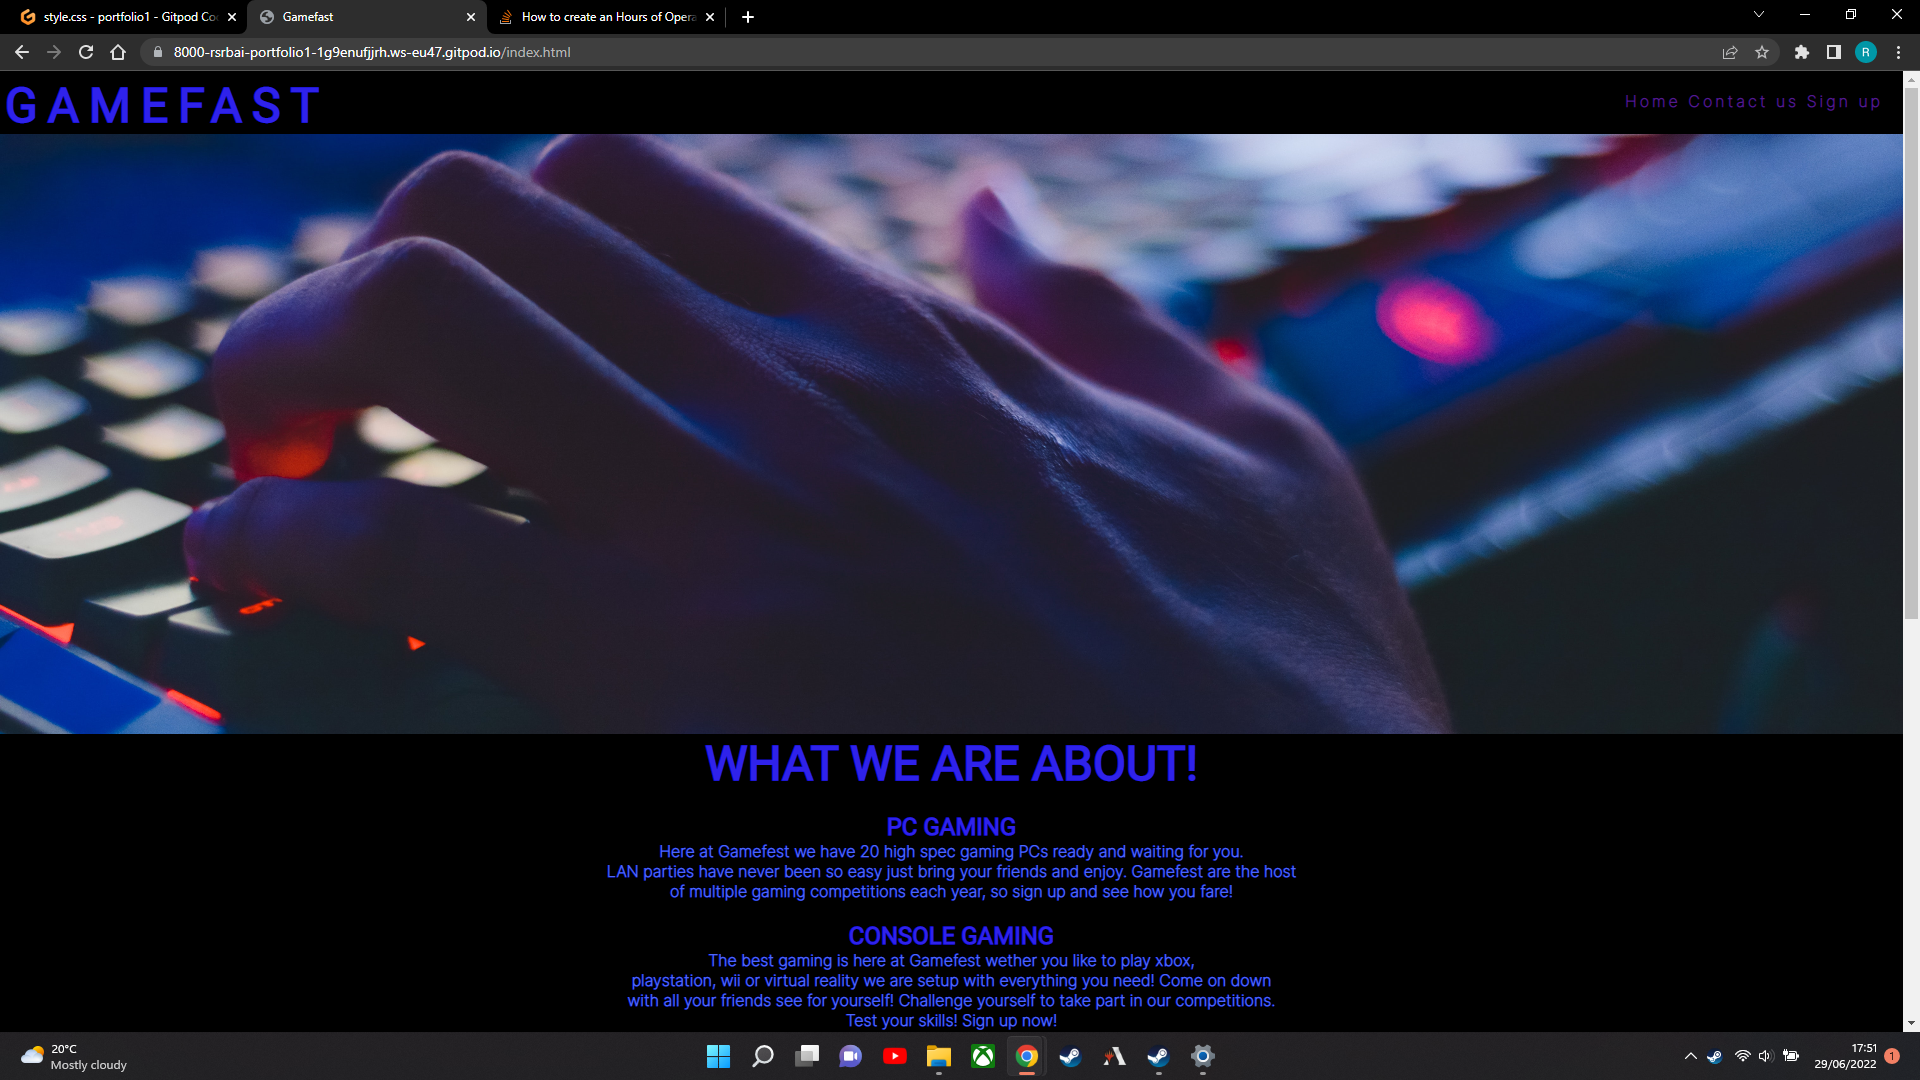 style.css - portfolio1 - Gitpod Co
Gamefast
How to create an Hours of Opera
8000-rsrbai-portfolio1-1g9enufjjrh.ws-eu47.gitpod.io/index.html
R
GAMEFAST
Home Contact us Sign up
WHAT WE ARE ABOUT!
PC GAMING
Here at Gamefest we have 20 high spec gaming PCs ready and waiting for you.
LAN parties have never been so easy just bring your friends and enjoy. Gamefest are the host
of multiple gaming competitions each year, so sign up and see how you fare!
CONSOLE GAMING
The best gaming is here at Gamefest wether you like to play xbox,
playstation, wii or virtual reality we are setup with everything you need! Come on down
with all your friends see for yourself! Challenge yourself to take part in our competitions.
Test your skills! Sign up now!
20°C
Mostly cloudy
17:51
29/06/2022
1